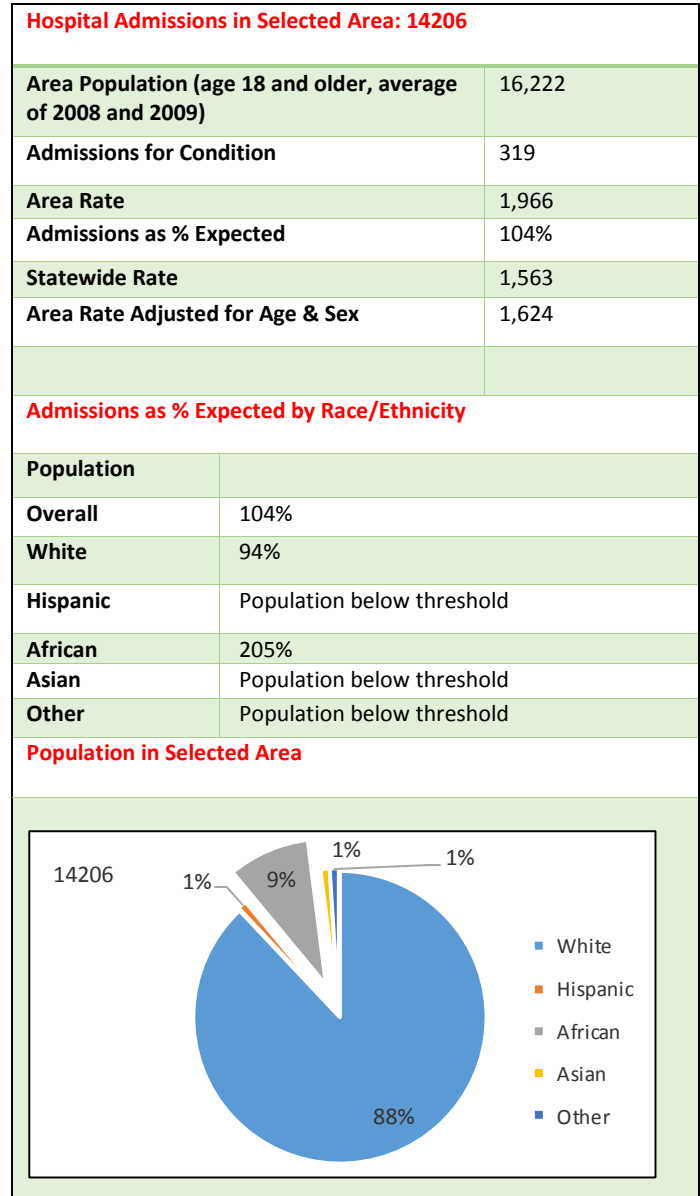 Hospital Admissions in Selected Area: 14206
Area Population (age 18 and older, average of 2008 and 2009) 16,222
Admissions for Condition 319
Area Rate 1,966
Admissions as % Expected 104%
Statewide Rate 1,563
Area Rate Adjusted for Age & Sex 1,624
Admissions as % Expected by Race/Ethnicity
Population
Overall 104%
White 94%
Hispanic Population below threshold
African 205%
Asian Population below threshold
Other Population below threshold
Population in Selected Area
14206
1%
9%
1%
1%
88%
White
Hispanic
African
Asian
Other